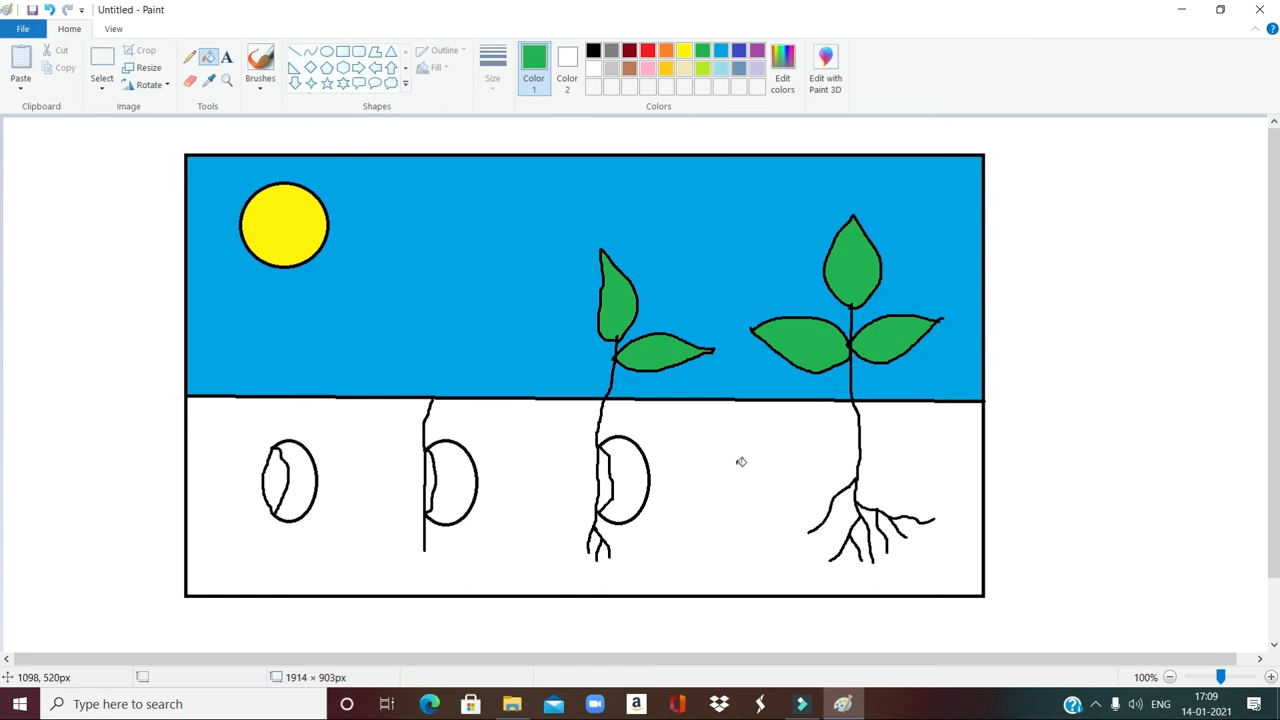 Untitled - Paint
File
Home
View
Paste
Cut
Copy
Clipboard
Select
Crop
Resize
Rotate
Image
Tools
Brushes
Shapes
Outline
Fill
Size
Color
1
Color
2
Colors
Edit
colors
Edit with
Paint 3D
1098, 520px
1914 × 903px
100%
Type here to search
17:09
14-01-2021